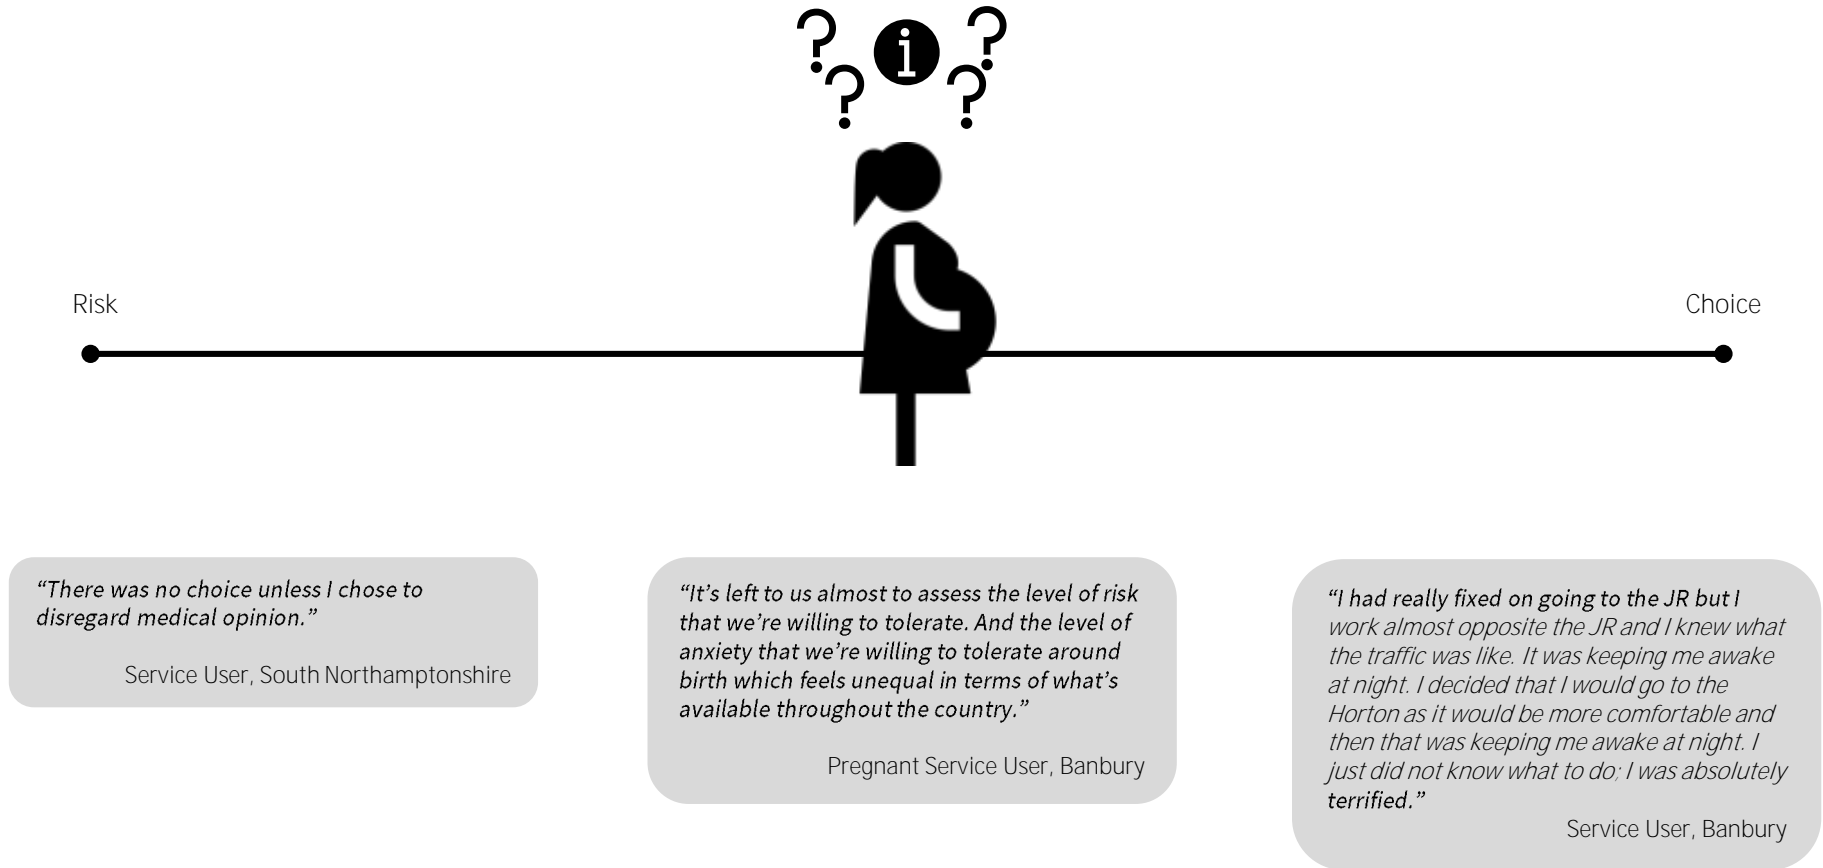 ? i ?
? ?
Risk
Choice
“There was no choice unless I chose to
disregard medical opinion.”
Service User, South Northamptonshire
“It’s left to us almost to assess the level of risk
that we’re willing to tolerate. And the level of
anxiety that we’re willing to tolerate around
birth which feels unequal in terms of what’s
available throughout the country.”
Pregnant Service User, Banbury
“I had really fixed on going to the JR but I
work almost opposite the JR and I knew what
the traffic was like. It was keeping me awake
at night. I decided that I would go to the
Horton as it would be more comfortable and
then that was keeping me awake at night. I
just did not know what to do; I was absolutely
terrified.”
Service User, Banbury